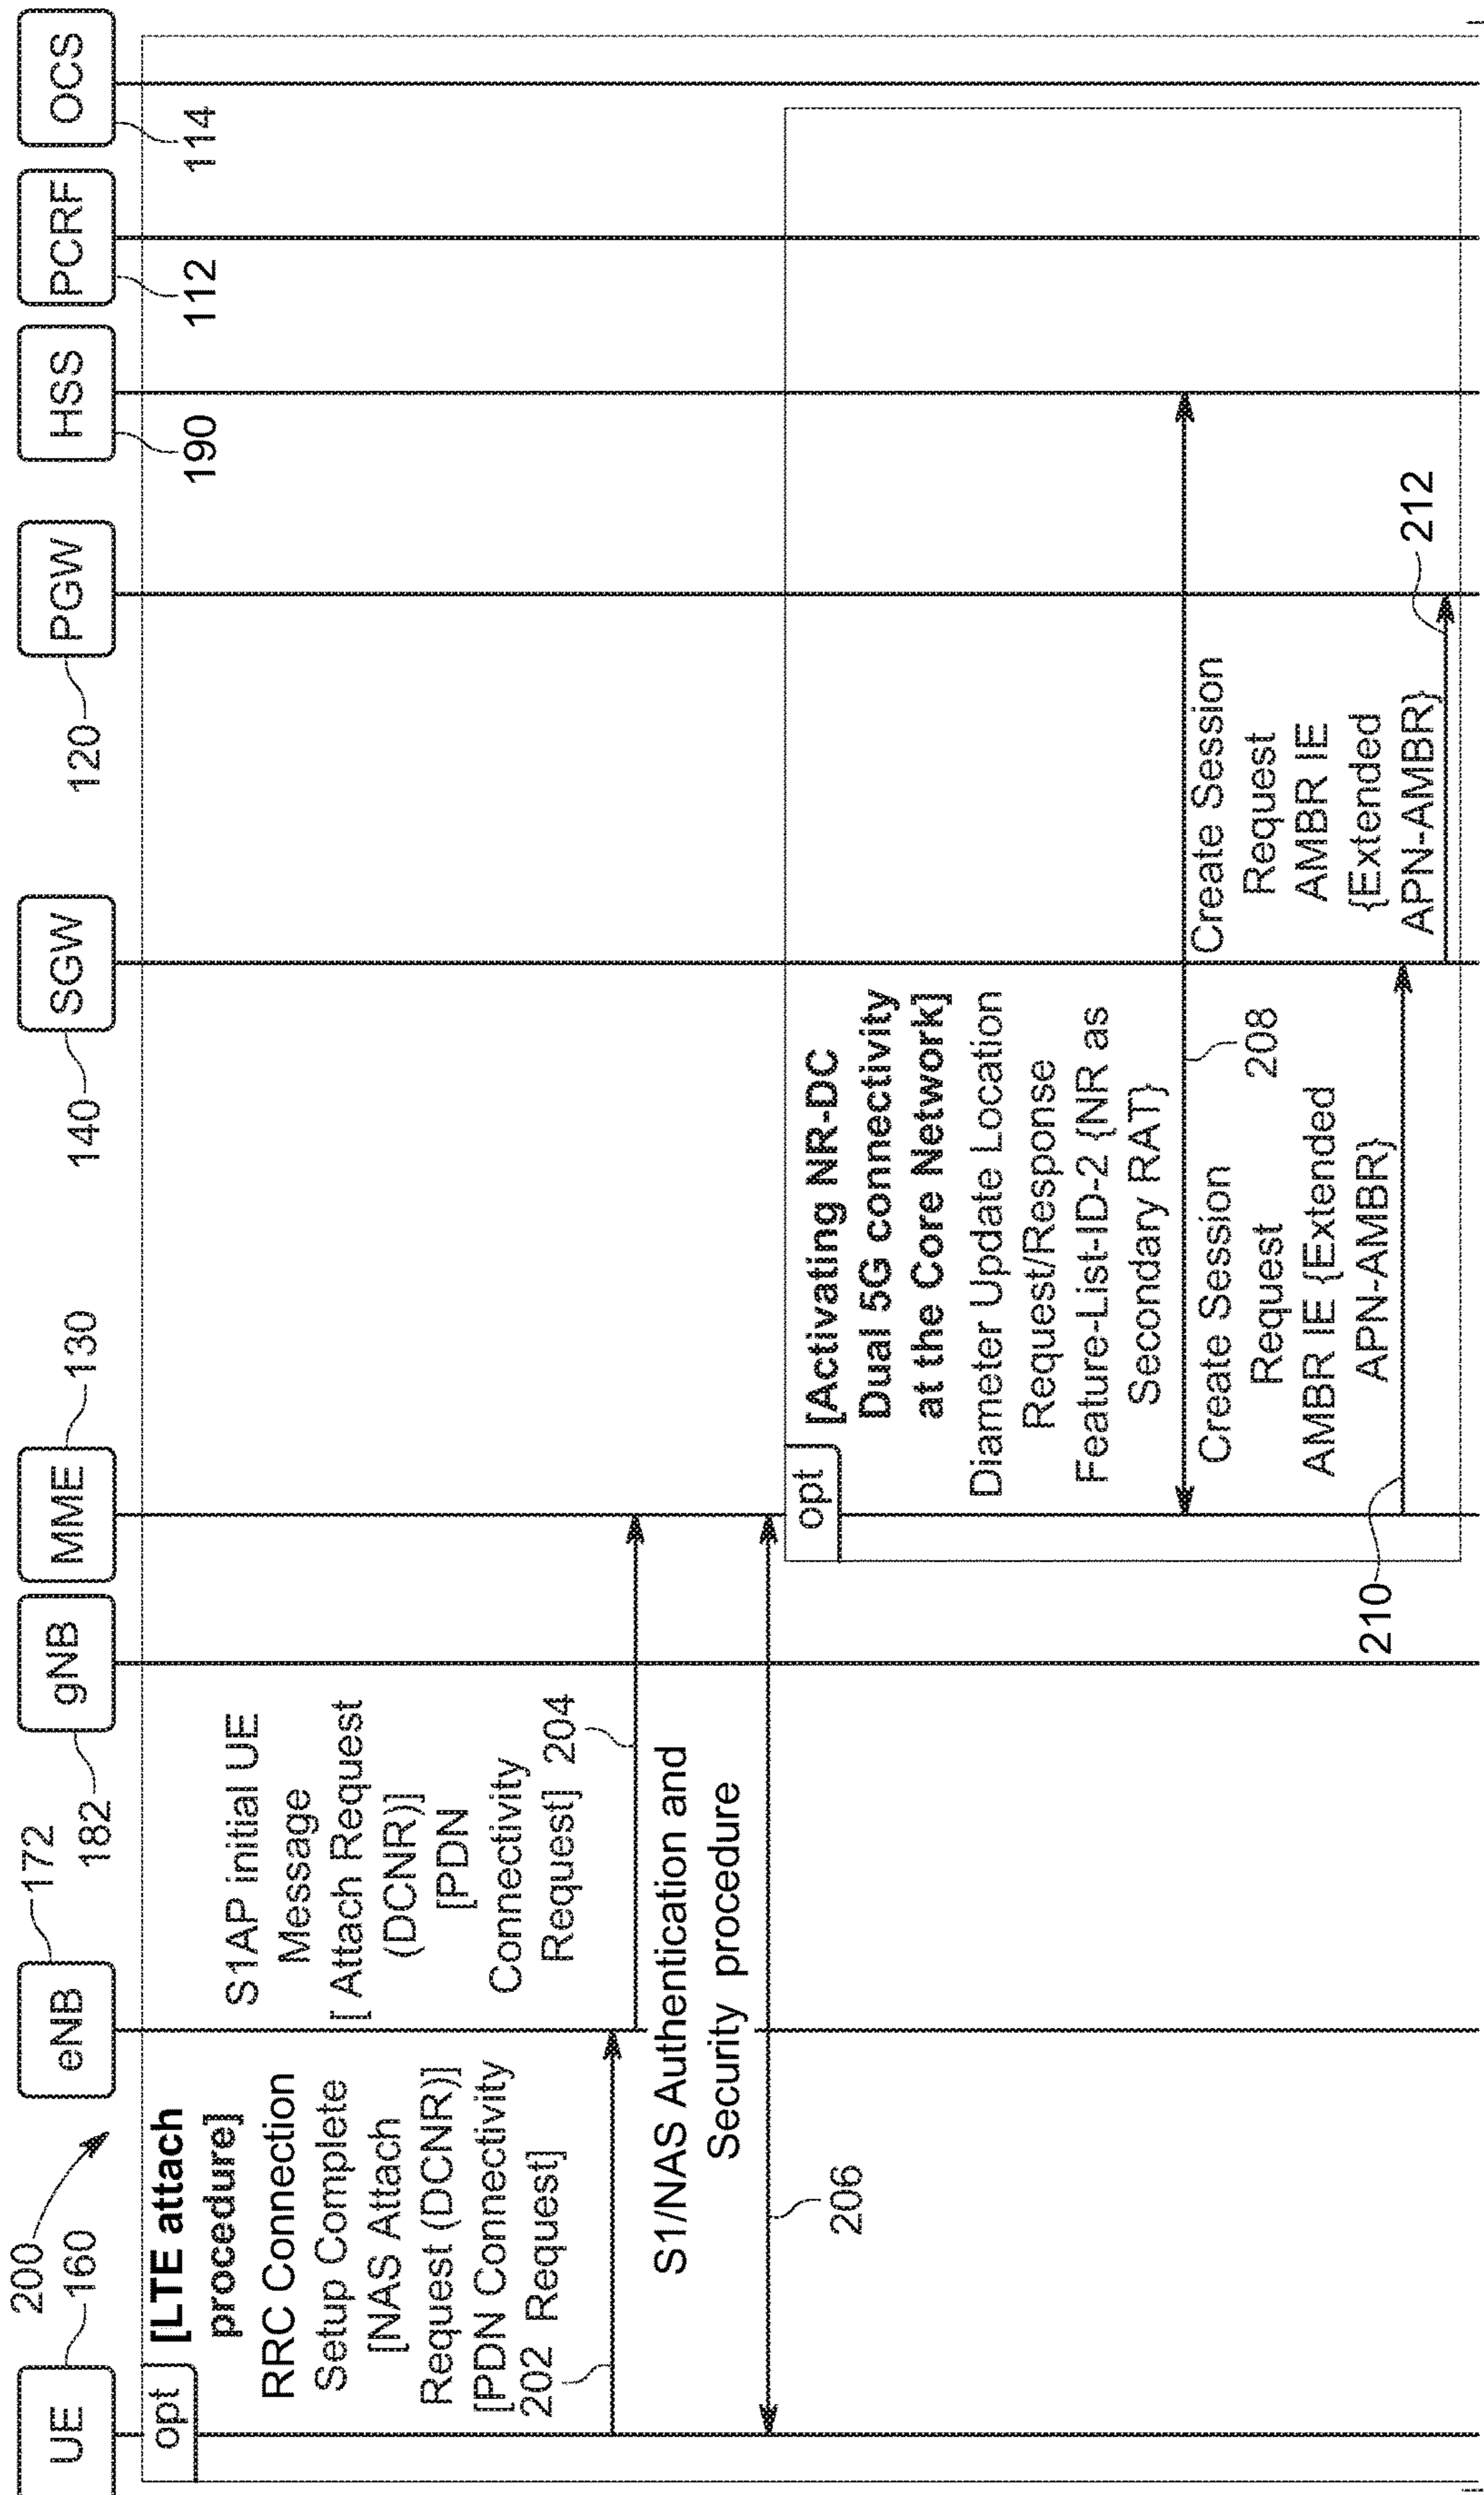 200
UE
160
eNB
172
gNB
182
MME
130
SGW
140
PGW
120
HSS
190
PCRF
112
OCS
114
opt
[LTE attach
procedure]
RRC Connection
Setup Complete
[NAS Attach
Request (DCNR)]
[PDN Connectivity
202 Request]
S1AP initial UE
Message
[ Attach Request
(DCNR)]
[PDN
Connectivity
Request] 204
S1/NAS Authentication and
Security procedure
206
opt
[Activating NR-DC
Dual 5G connectivity
at the Core Network]
Diameter Update Location
Request/Response
Feature-List-ID-2 {NR as
Secondary RAT}
208
Create Session
Request
AMBR IE {Extended
APN-AMBR}
210
Create Session
Request
AMBR IE
{Extended
APN-AMBR}
212